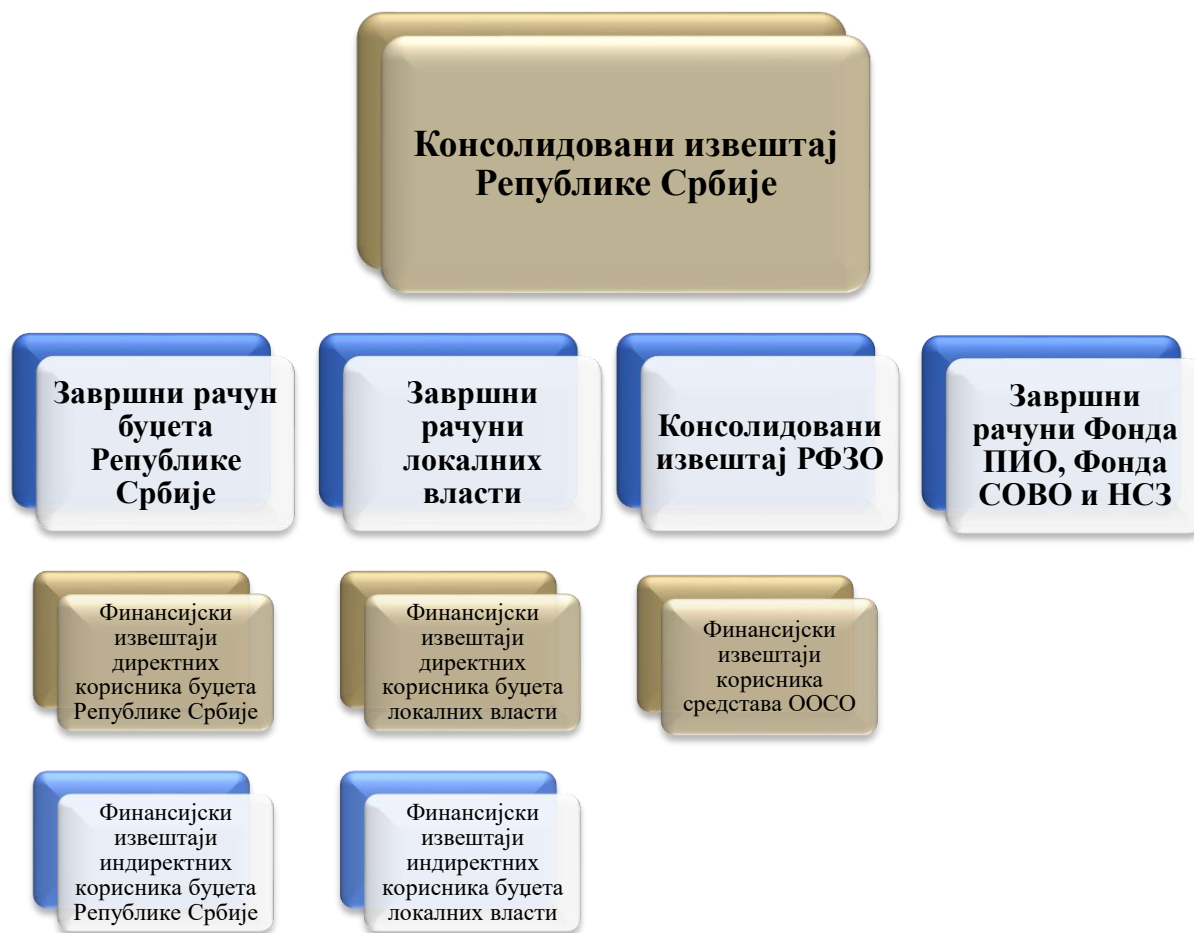 Консолидовани извештај
Републике Србије
Завршни рачун
буџета
Републике
Србије
Завршни
рачуни
локалних
власти
Консолидовани
извештај РФЗО
Завршни
рачуни Фонда
ПИО, Фонда
СОВО и НСЗ
Финансијски
извештаји
директних
корисника буџета
Републике Србије
Финансијски
извештаји
директних
корисника буџета
локалних власти
Финансијски
извештаји
корисника
средстава ООСО
Финансијски
извештаји
индиректних
корисника буџета
Републике Србије
Финансијски
извештаји
индиректних
корисника буџета
локалних власти